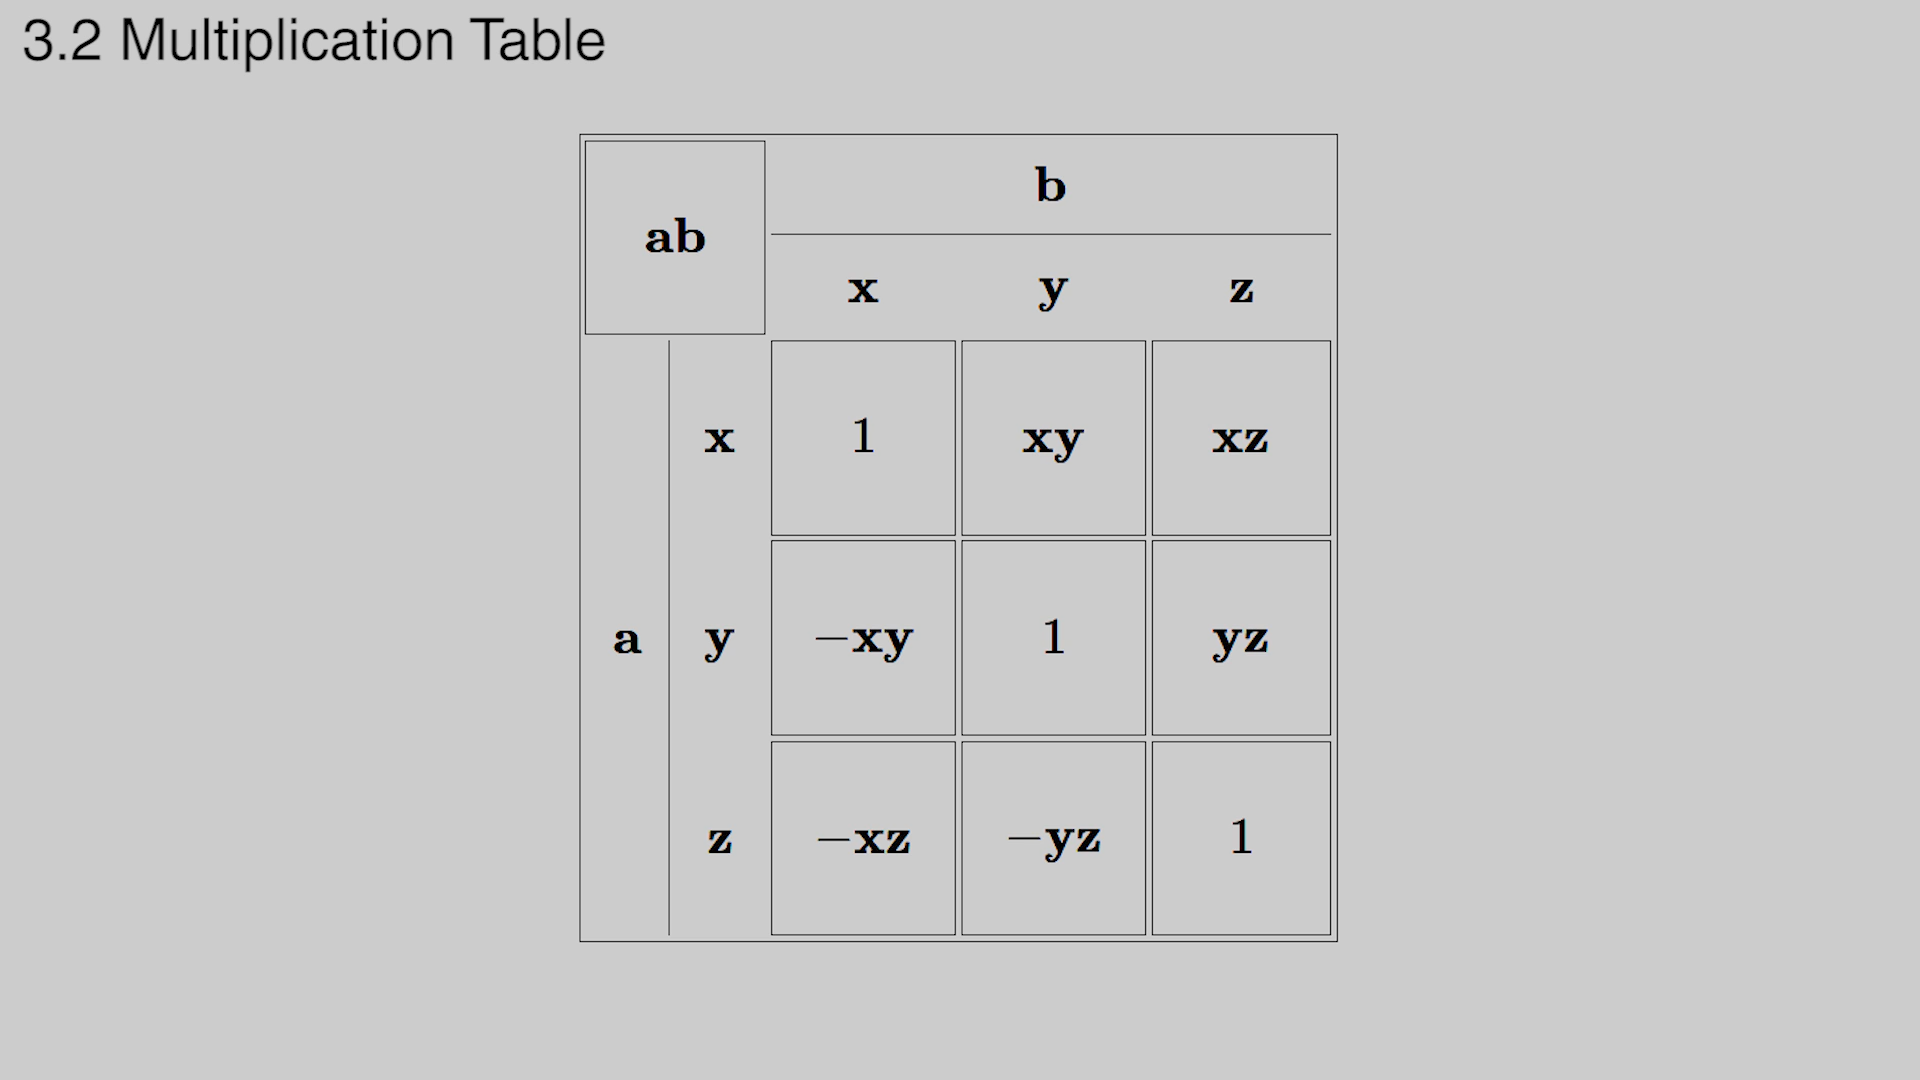 3.2 Multiplication Table
ab
b
x y z
x 1 xy xz
a y −xy 1 yz
z −xz −yz 1